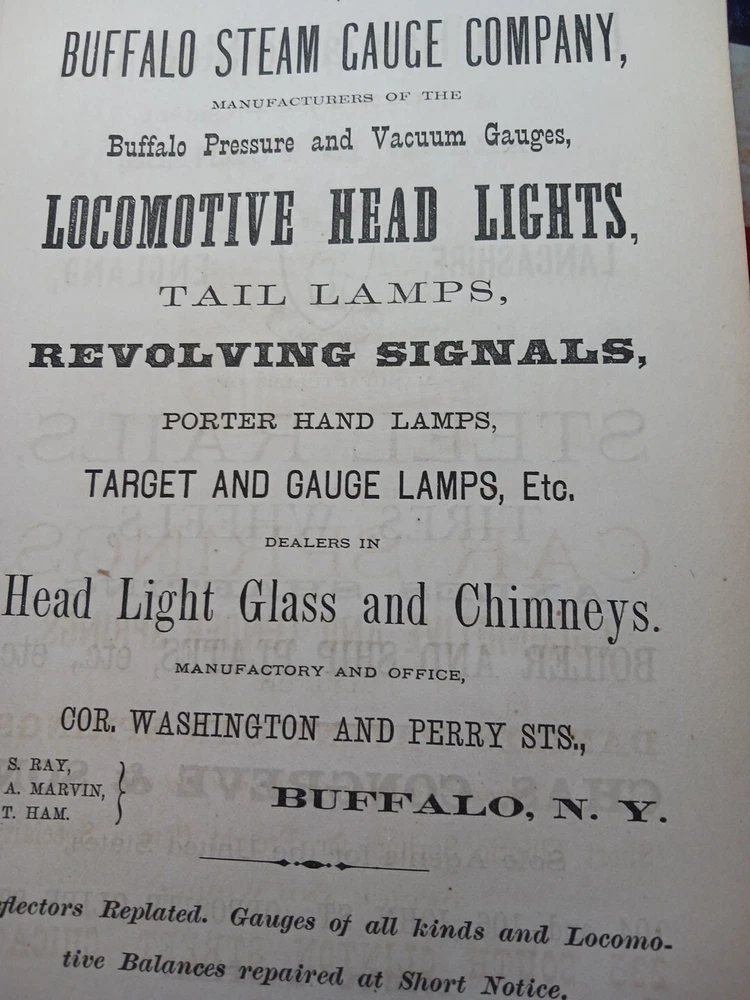 BUFFALO STEAM GAUGE COMPANY,
MANUFACTURERS OF THE
Buffalo Pressure and Vacuum Gauges,
LOCOMOTIVE HEAD LIGHTS,
TAIL LAMPS,
REVOLVING SIGNALS,
PORTER HAND LAMPS,
TARGET AND GAUGE LAMPS, Etc.
DEALERS IN
Head Light Glass and Chimneys.
MANUFACTORY AND OFFICE,
COR. WASHINGTON AND PERRY STS.,
S. RAY,
A. MARVIN,
T. HAM.
BUFFALO, N. Y.
flectors Replated. Gauges of all kinds and Locomo-
tive Balances repaired at Short Notice.